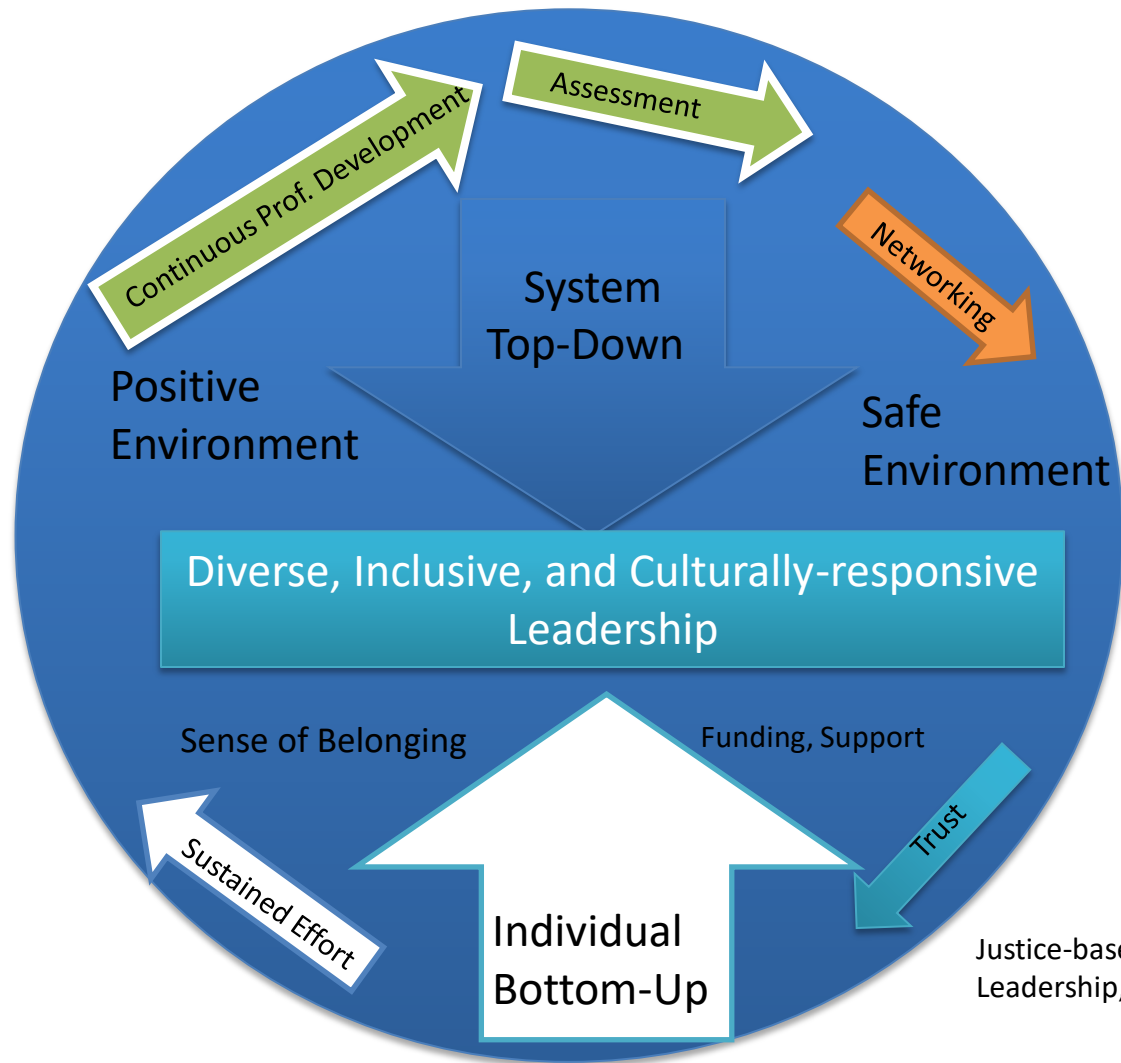 Continuous Prof. Development
Assessment
Networking
System
Top-Down
Positive
Environment
Safe
Environment
Diverse, Inclusive, and Culturally-responsive
Leadership
Sense of Belonging
Funding, Support
Trust
Sustained Effort
Individual
Bottom-Up
Leadership,